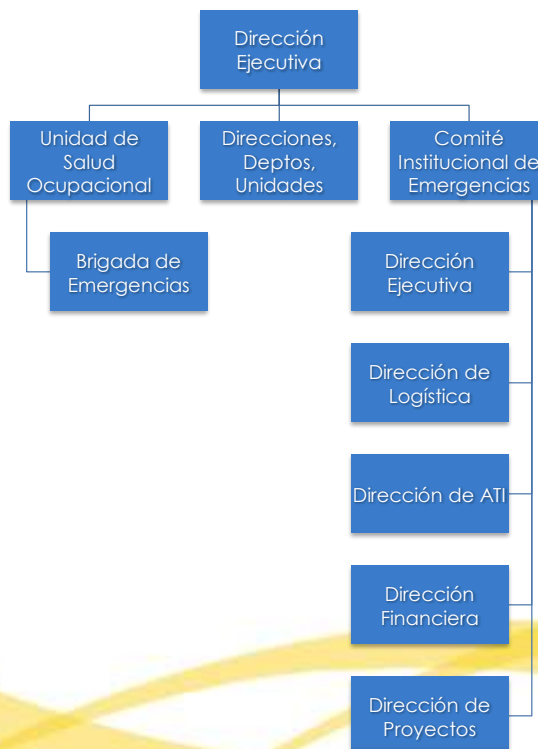 Dirección
Ejecutiva
Unidad de
Salud
Ocupacional
Direcciones,
Deptos,
Unidades
Comité
Institucional de
Emergencias
Brigada de
Emergencias
Dirección
Ejecutiva
Dirección de
Logística
Dirección de ATI
Dirección
Financiera
Dirección de
Proyectos